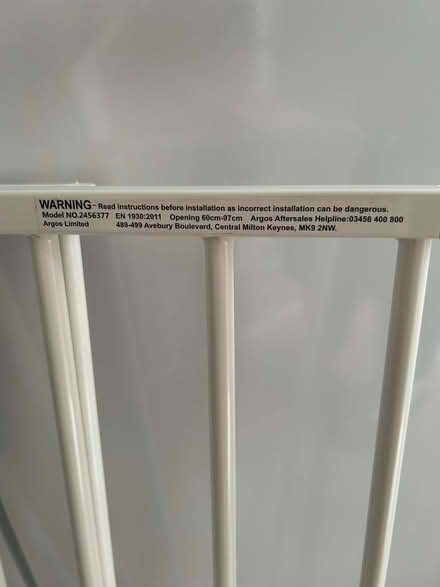 WARNING- Read instructions before installation as incorrect installation can be dangerous.
Model NO.2456377 EN 1930:2011 Opening 60cm-97cm Argos Aftersales Helpline:03456 400 800
Argos Limited 489-499 Avebury Boulevard, Central Milton Keynes, MK9 2NW.